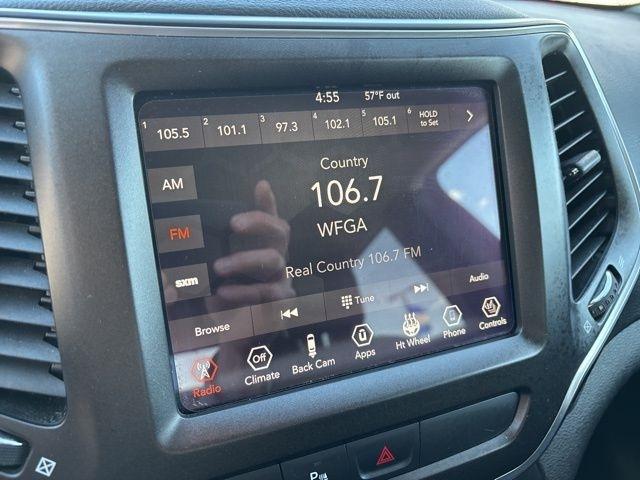 4:55 57°F out
1 105.5 2 101.1 3 97.3 4 102.1 5 105.1 6 HOLD to Set
Country
AM 106.7
FM WFGA
sxm Real Country 106.7 FM
Browse Tune Audio
Radio Off Climate Back Cam Apps Ht Wheel Phone Controls
P